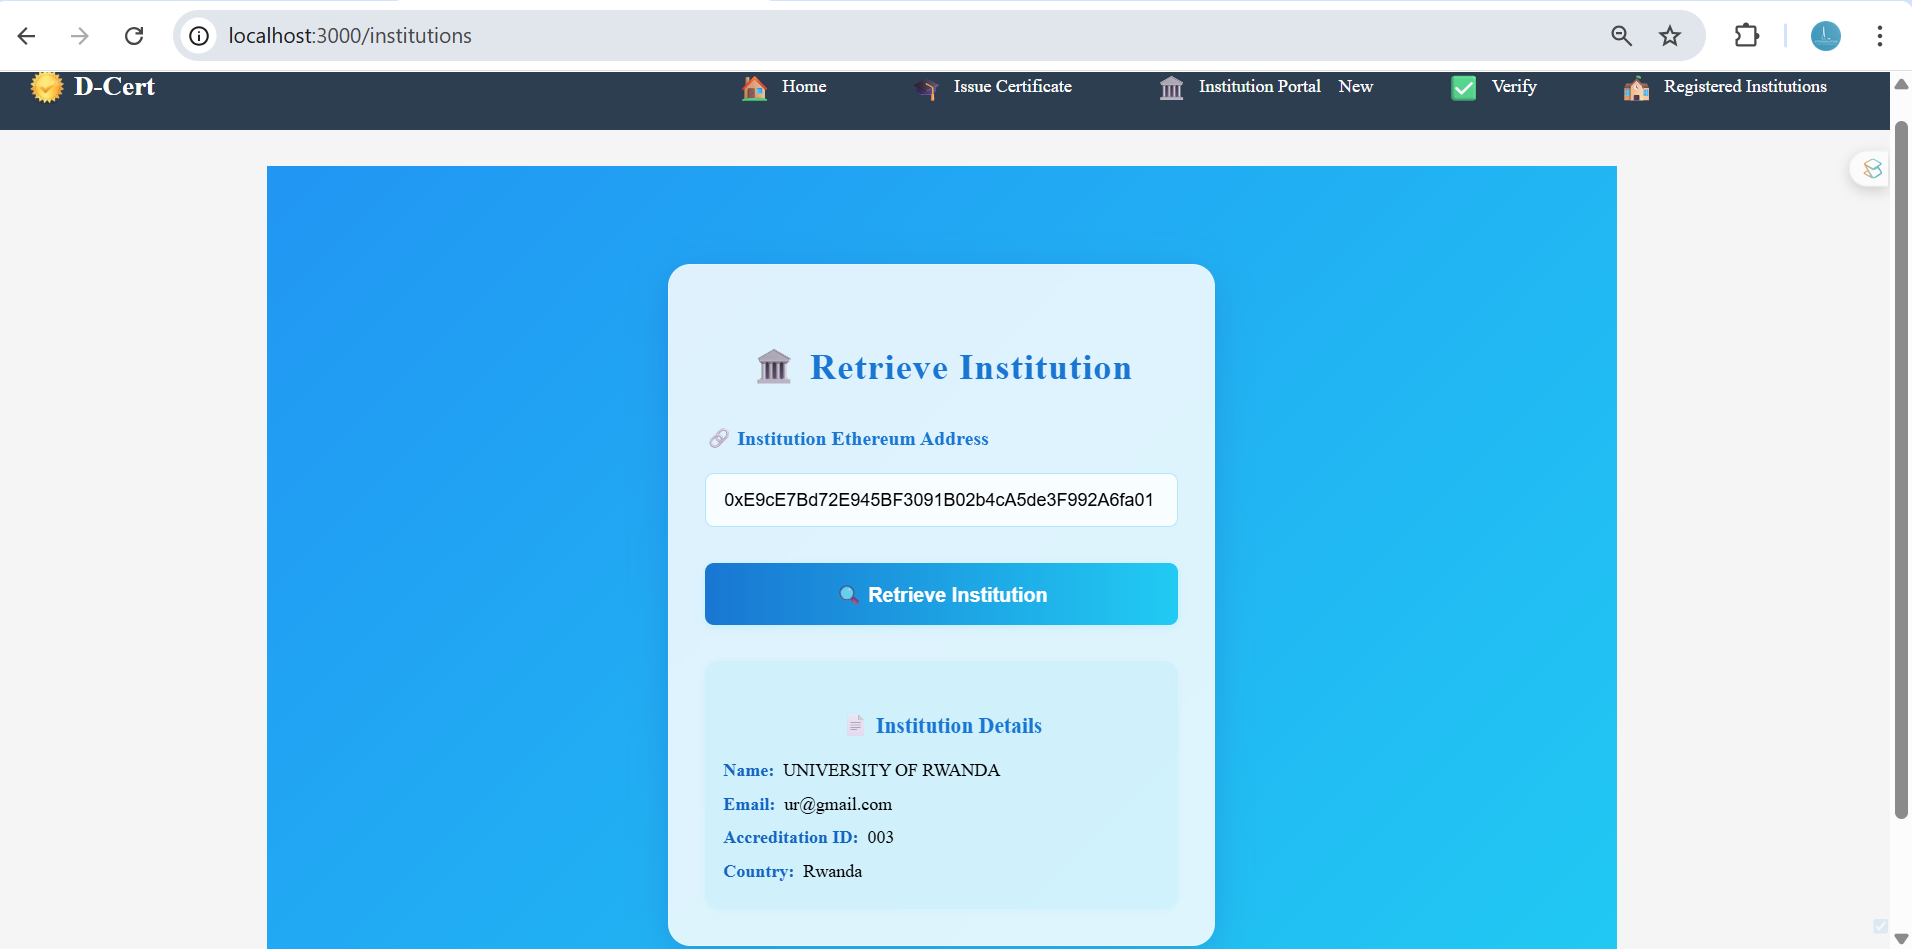 localhost:3000/institutions
D-Cert
Home
Issue Certificate
Institution Portal New
Verify
Registered Institutions
Retrieve Institution
Institution Ethereum Address
0xE9cE7Bd72E945BF3091B02b4cA5de3F992A6fa01
Retrieve Institution
Institution Details
Name: UNIVERSITY OF RWANDA
Email: ur@gmail.com
Accreditation ID: 003
Country: Rwanda